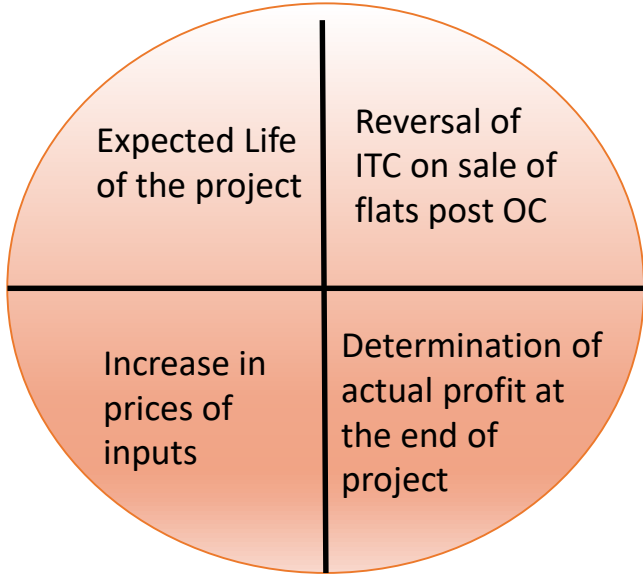 Expected Life
of the project
Reversal of
ITC on sale of
flats post OC
Increase in
prices of
inputs
Determination of
actual profit at
the end of
project